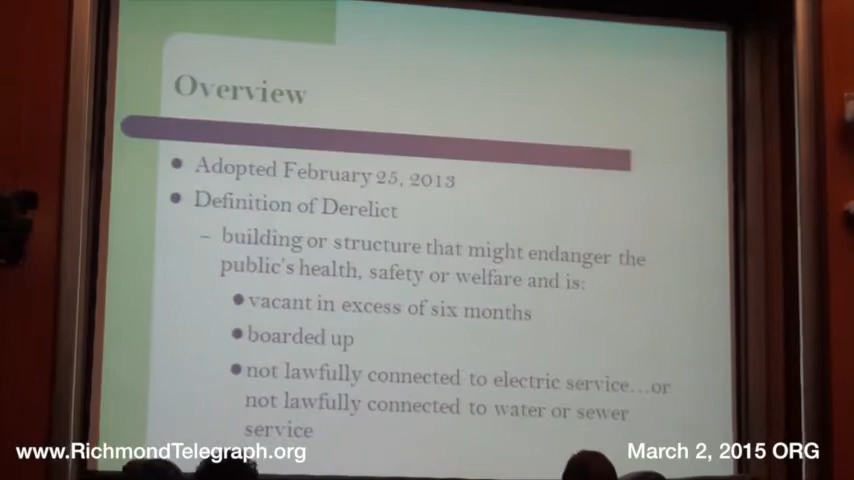 Overview
● Adopted February 25, 2013
● Definition of Derelict
– building or structure that might endanger the
public's health, safety or welfare and is:
● vacant in excess of six months
● boarded up
● not lawfully connected to electric service…or
not lawfully connected to water or sewer
service
www.RichmondTelegraph.org
March 2, 2015 ORG